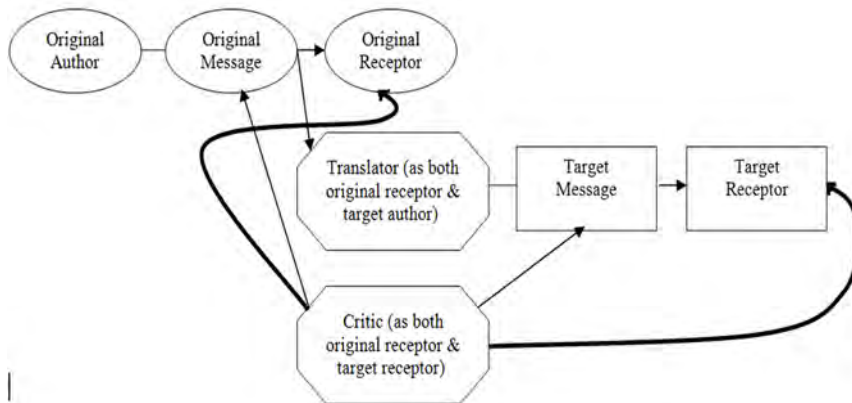 Original
Author
Original
Message
Original
Receptor
Translator (as both
original receptor &
target author)
Target
Message
Target
Receptor
Critic (as both
original receptor &
target receptor)